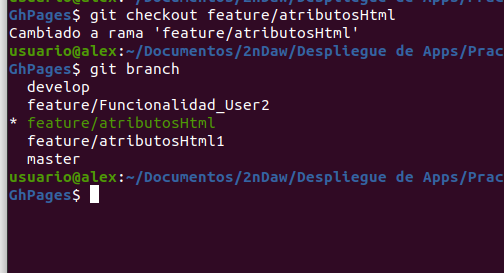 GhPages$ git checkout feature/atributosHtml
Cambiado a rama 'feature/atributosHtml'
usuario@alex:~/Documentos/2nDaw/Despliegue de Apps/Prac
GhPages$ git branch
  develop
  feature/Funcionalidad_User2
* feature/atributosHtml
  feature/atributosHtml1
  master
usuario@alex:~/Documentos/2nDaw/Despliegue de Apps/Prac
GhPages$